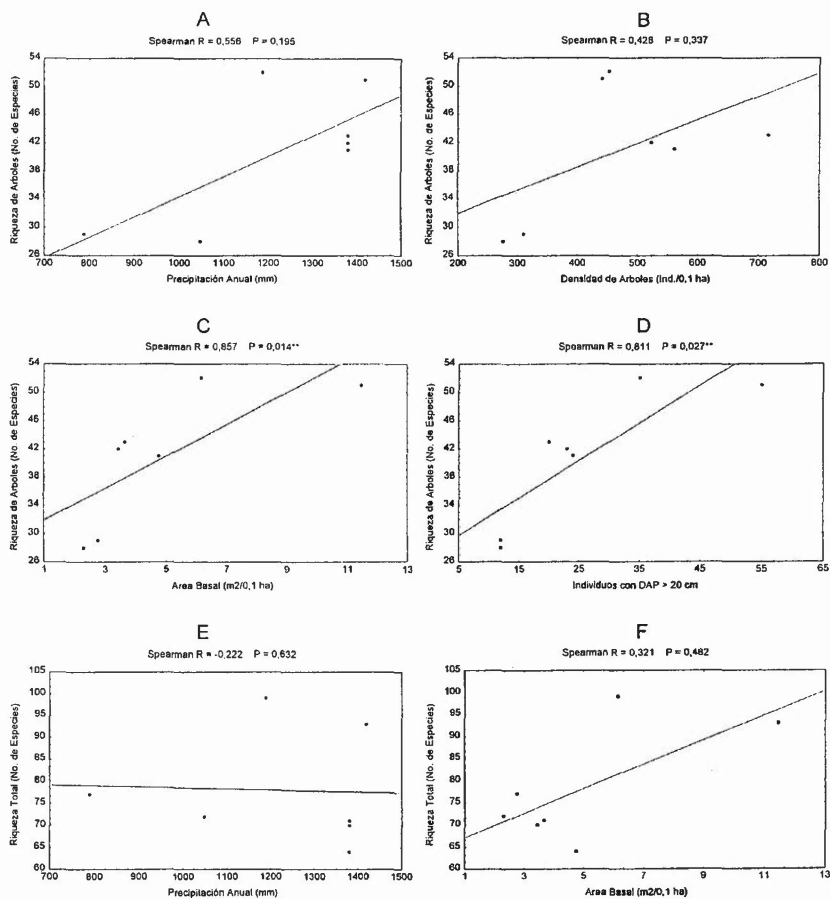 A
Spearman R = 0,556 P = 0,195
Riqueza de Arboles (No. de Especies)
54
50
46
42
38
34
30
26
700 800 900 1000 1100 1200 1300 1400 1500
Precipitación Anual (mm)
B
Spearman R = 0,428 P = 0,337
Riqueza de Arboles (No. de Especies)
54
50
46
42
38
34
30
26
200 300 400 500 600 700 800
Densidad de Arboles (Ind./0,1 ha)
C
Spearman R = 0,857 P = 0,014**
Riqueza de Arboles (No. de Especies)
54
50
46
42
38
34
30
26
1 3 5 7 9 11 13
Area Basal (m2/0,1 ha)
D
Spearman R = 0,811 P = 0,027**
Riqueza de Arboles (No. de Especies)
54
50
46
42
38
34
30
26
5 15 25 35 45 55 65
Individuos con DAP > 20 cm
E
Spearman R = -0,222 P = 0,632
Riqueza Total (No. de Especies)
105
100
95
90
85
80
75
70
65
60
700 800 900 1000 1100 1200 1300 1400 1500
Precipitación Anual (mm)
F
Spearman R = 0,321 P = 0,482
Riqueza Total (No. de Especies)
105
100
95
90
85
80
75
70
65
60
1 3 5 7 9 11 13
Area Basal (m2/0,1 ha)